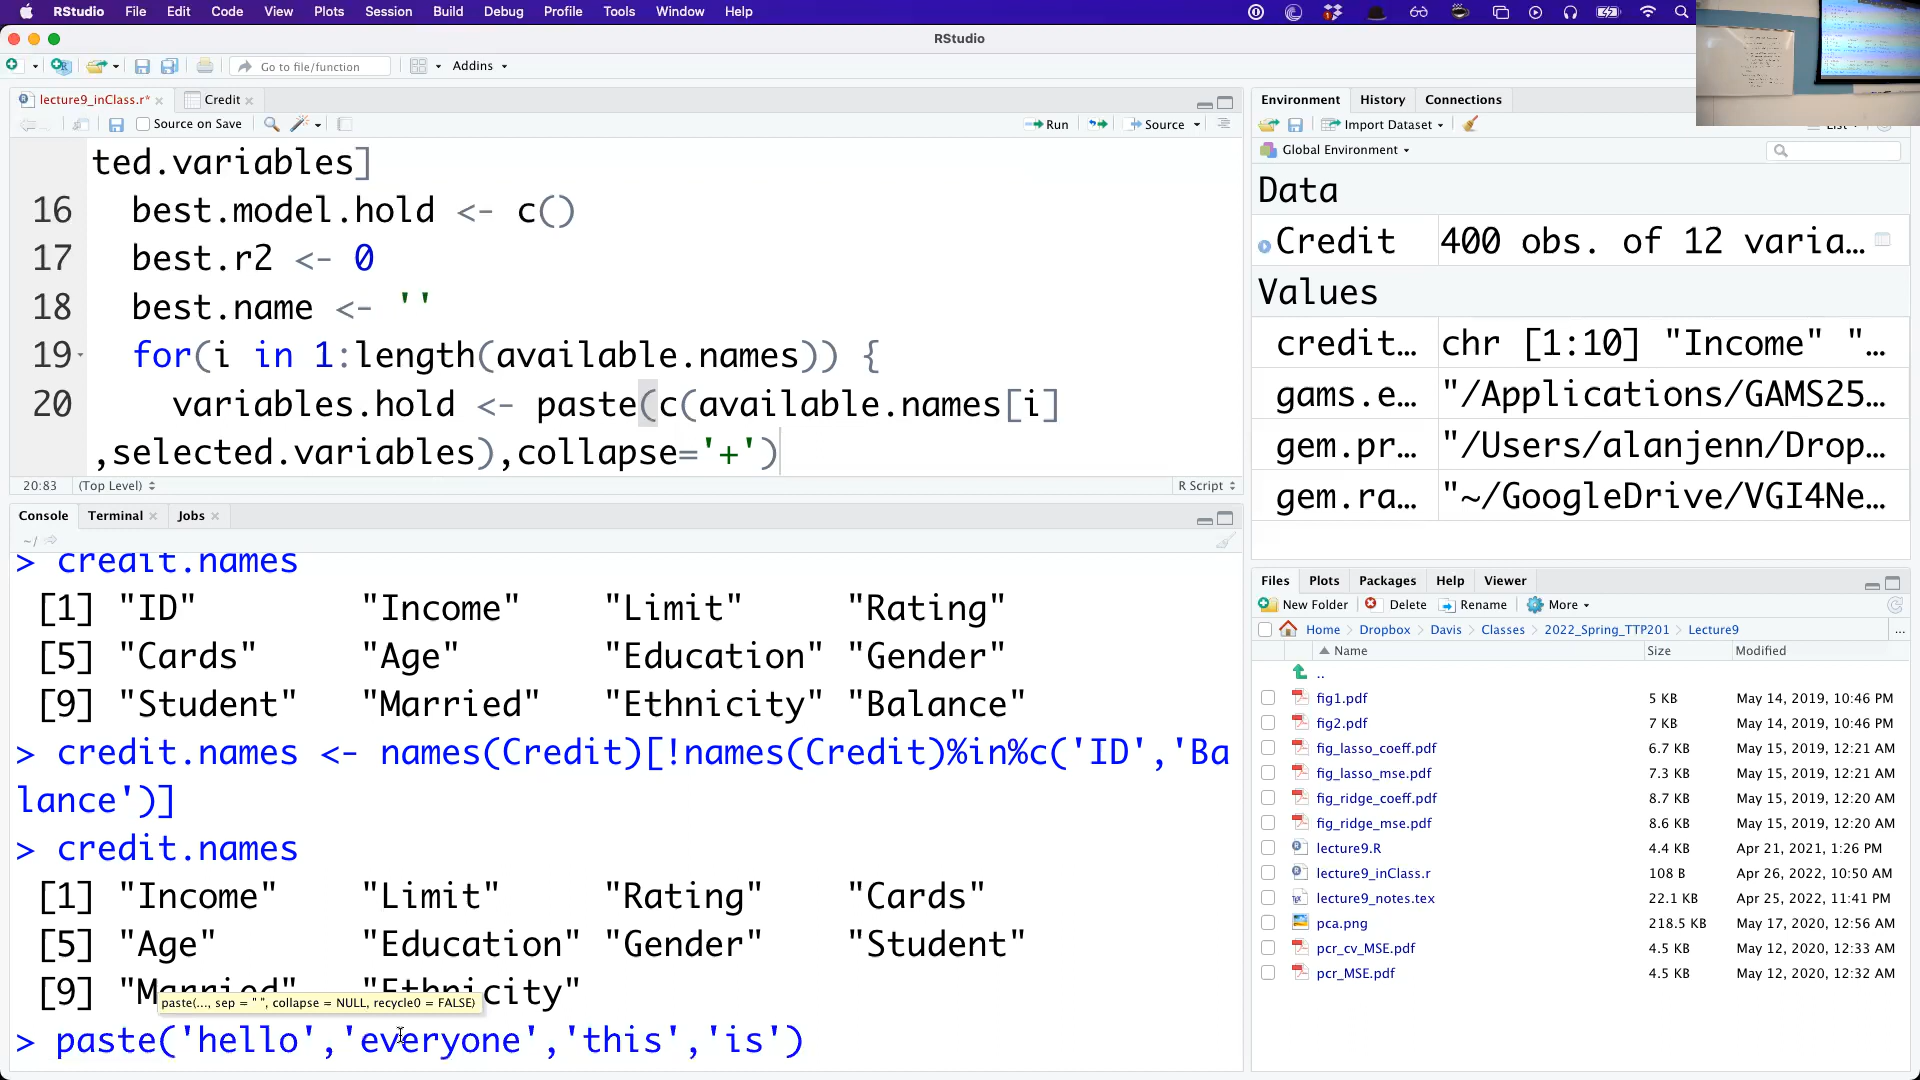 RStudio File Edit Code View Plots Session Build Debug Profile Tools Window Help
RStudio
Go to file/function Addins
lecture9_inClass.r* Credit
Source on Save Run Source
ted.variables]
16 best.model.hold <- c()
17 best.r2 <- 0
18 best.name <- ''
19 for(i in 1:length(available.names)) {
20 variables.hold <- paste(c(available.names[i]
,selected.variables),collapse='+')
20:83 (Top Level) R Script
Console Terminal Jobs
~/
> credit.names
[1] "ID" "Income" "Limit" "Rating"
[5] "Cards" "Age" "Education" "Gender"
[9] "Student" "Married" "Ethnicity" "Balance"
> credit.names <- names(Credit)[!names(Credit)%in%c('ID','Ba
lance')]
> credit.names
[1] "Income" "Limit" "Rating" "Cards"
[5] "Age" "Education" "Gender" "Student"
[9] "Married" "Ethnicity"
paste(..., sep = " ", collapse = NULL, recycle0 = FALSE)
> paste('hello','everyone','this','is')
Environment History Connections
Import Dataset List
Global Environment
Data
Credit 400 obs. of 12 varia…
Values
credit… chr [1:10] "Income" "…
gams.e… "/Applications/GAMS25…
gem.pr… "/Users/alanjenn/Drop…
gem.ra… "~/GoogleDrive/VGI4Ne…
Files Plots Packages Help Viewer
New Folder Delete Rename More
Home Dropbox Davis Classes 2022_Spring_TTP201 Lecture9 ...
Name Size Modified
..
fig1.pdf 5 KB May 14, 2019, 10:46 PM
fig2.pdf 7 KB May 14, 2019, 10:46 PM
fig_lasso_coeff.pdf 6.7 KB May 15, 2019, 12:21 AM
fig_lasso_mse.pdf 7.3 KB May 15, 2019, 12:21 AM
fig_ridge_coeff.pdf 8.7 KB May 15, 2019, 12:20 AM
fig_ridge_mse.pdf 8.6 KB May 15, 2019, 12:20 AM
lecture9.R 4.4 KB Apr 21, 2021, 1:26 PM
lecture9_inClass.r 108 B Apr 26, 2022, 10:50 AM
lecture9_notes.tex 22.1 KB Apr 25, 2022, 11:41 PM
pca.png 218.5 KB May 17, 2020, 12:56 AM
pcr_cv_MSE.pdf 4.5 KB May 12, 2020, 12:33 AM
pcr_MSE.pdf 4.5 KB May 12, 2020, 12:32 AM